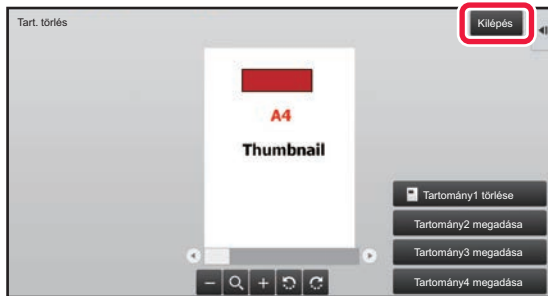 Tart. törlés
Kilépés
A4
Thumbnail
Tartomány1 törlése
Tartomány2 megadása
Tartomány3 megadása
Tartomány4 megadása